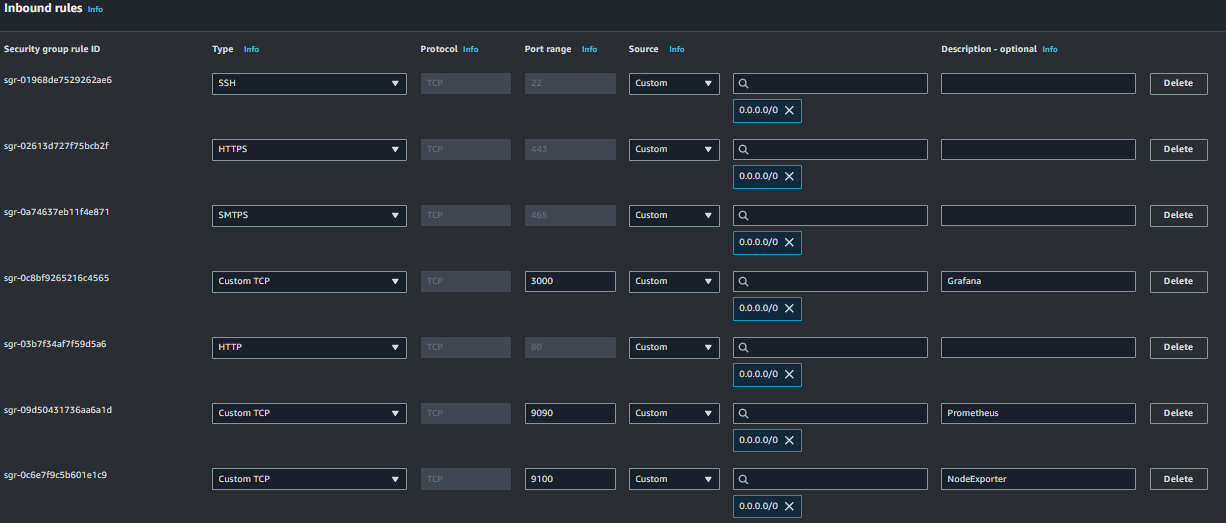 Inbound rules Info
Security group rule ID Type Info Protocol Info Port range Info Source Info Description - optional Info
sgr-01968de7529262ae6 SSH TCP 22 Custom Delete
0.0.0.0/0
sgr-02613d727f75bcb2f HTTPS TCP 443 Custom Delete
0.0.0.0/0
sgr-0a74637eb11f4e871 SMTPS TCP 465 Custom Delete
0.0.0.0/0
sgr-0c8bf9265216c4565 Custom TCP TCP 3000 Custom Grafana Delete
0.0.0.0/0
sgr-03b7f34af7f59d5a6 HTTP TCP 80 Custom Delete
0.0.0.0/0
sgr-09d50431736aa6a1d Custom TCP TCP 9090 Custom Prometheus Delete
0.0.0.0/0
sgr-0c6e7f9c5b601e1c9 Custom TCP TCP 9100 Custom NodeExporter Delete
0.0.0.0/0